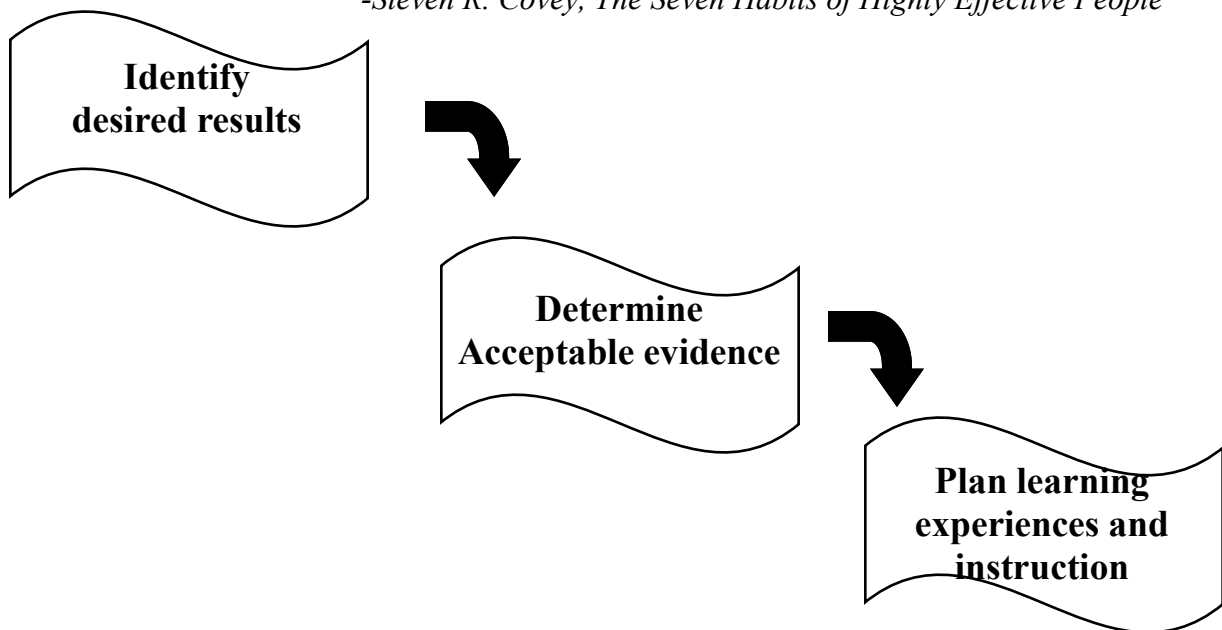 -Steven R. Covey, The Seven Habits of Highly Effective People
Identify
desired results
Determine
Acceptable evidence
Plan learning
experiences and
instruction